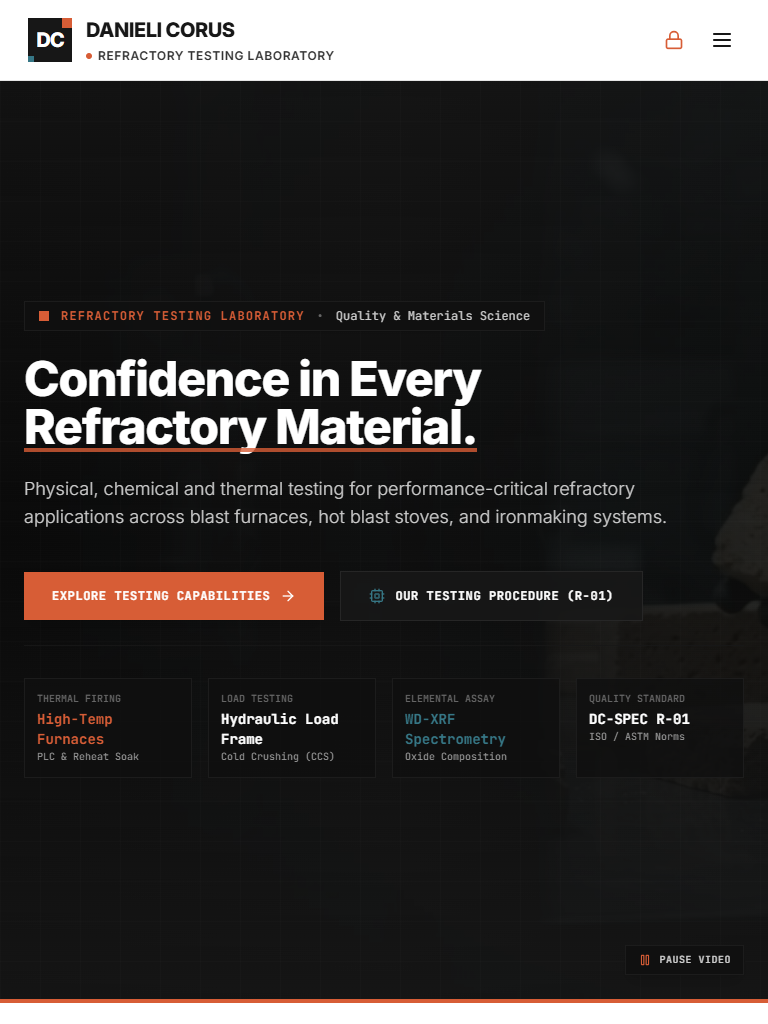 DC
DANIELI CORUS
REFRACTORY TESTING LABORATORY
REFRACTORY TESTING LABORATORY • Quality & Materials Science
Confidence in Every
Refractory Material.
Physical, chemical and thermal testing for performance-critical refractory
applications across blast furnaces, hot blast stoves, and ironmaking systems.
EXPLORE TESTING CAPABILITIES →
OUR TESTING PROCEDURE (R-01)
THERMAL FIRING
High-Temp
Furnaces
PLC & Reheat Soak
LOAD TESTING
Hydraulic Load
Frame
Cold Crushing (CCS)
ELEMENTAL ASSAY
WD-XRF
Spectrometry
Oxide Composition
QUALITY STANDARD
DC-SPEC R-01
ISO / ASTM Norms
PAUSE VIDEO